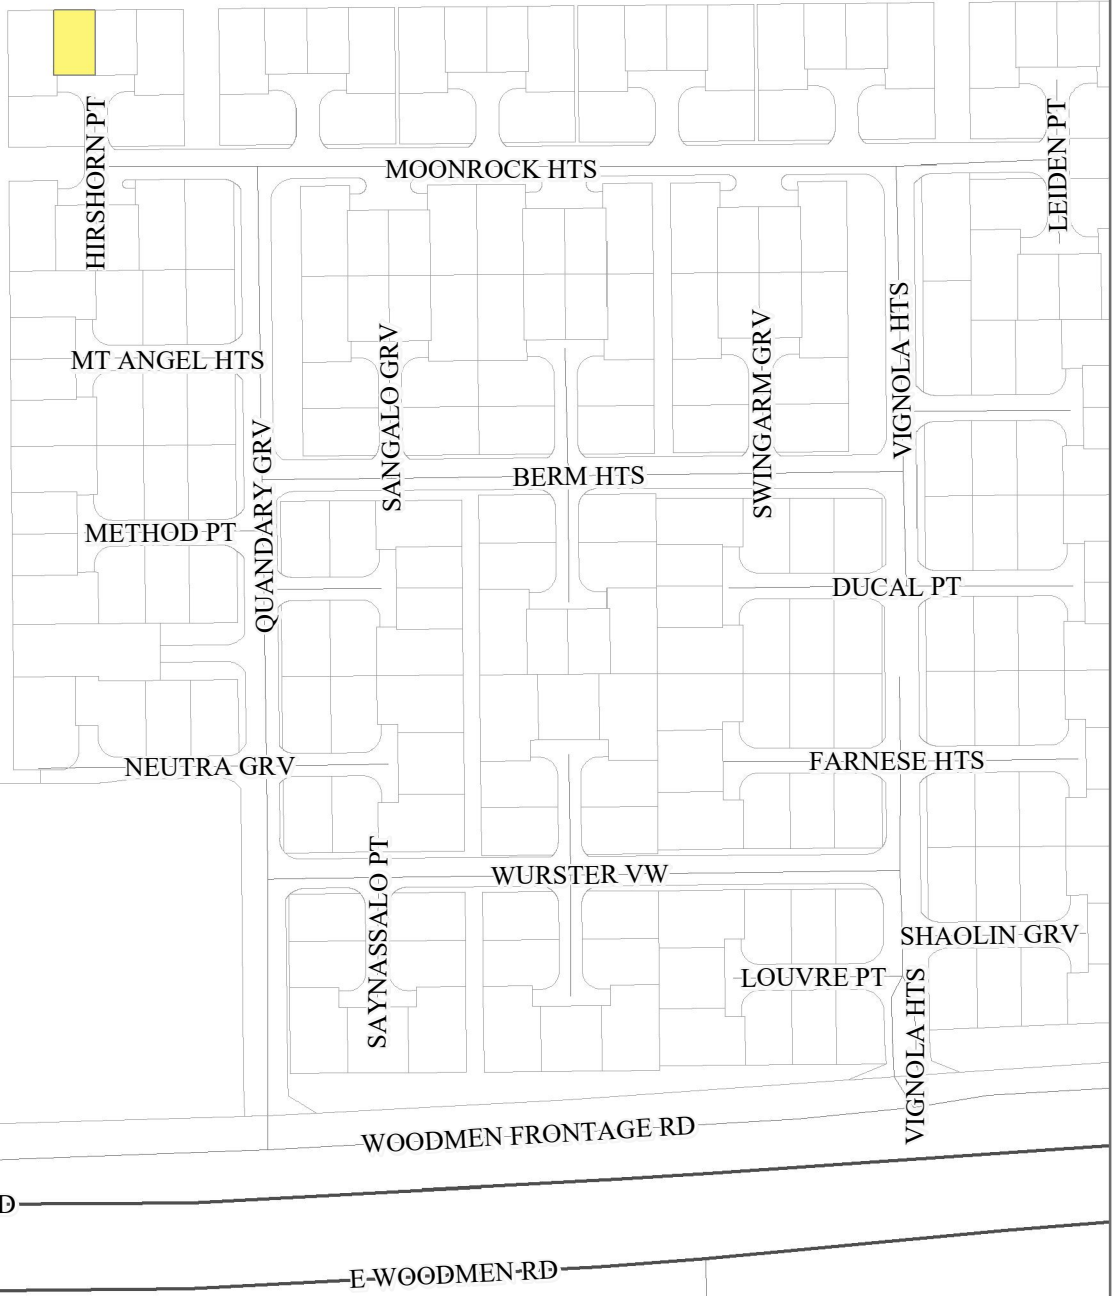 HIRSHORN PT
MOONROCK HTS
LEIDEN PT
MT ANGEL HTS
SANGALO GRV
SWINGARM GRV
VIGNOLA HTS
QUANDARY GRV
BERM HTS
METHOD PT
DUCAL PT
NEUTRA GRV
FARNESE HTS
SAYNASSALO PT
WURSTER VW
SHAOLIN GRV
LOUVRE PT
VIGNOLA HTS
WOODMEN FRONTAGE RD
D
E WOODMEN RD